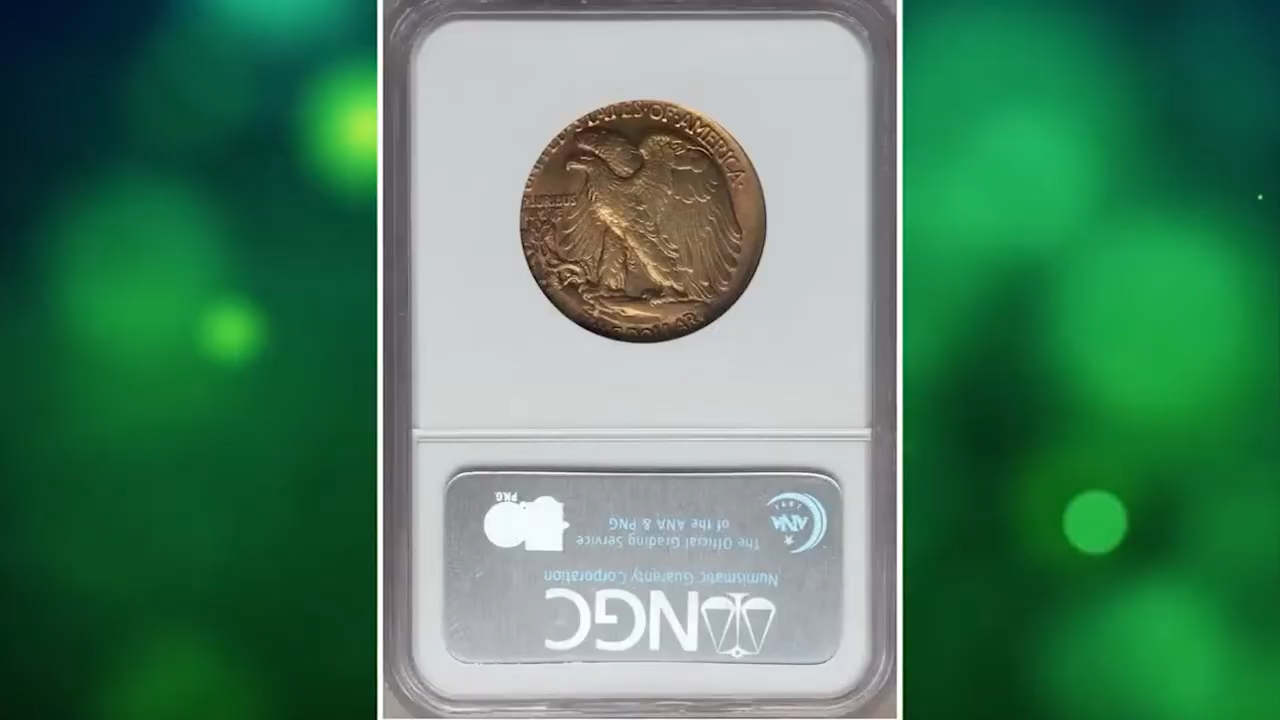 STATES OF AMERICA
PLURIBUS
DOLLAR
NGC
Numismatic Guaranty Corporation
The Official Grading Service
of the ANA & PNG
ANA
1891
PNG